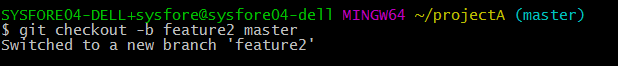 SYSFORE04-DELL+sysfore@sysfore04-dell MINGW64 ~/projectA (master)
$ git checkout -b feature2 master
Switched to a new branch 'feature2'